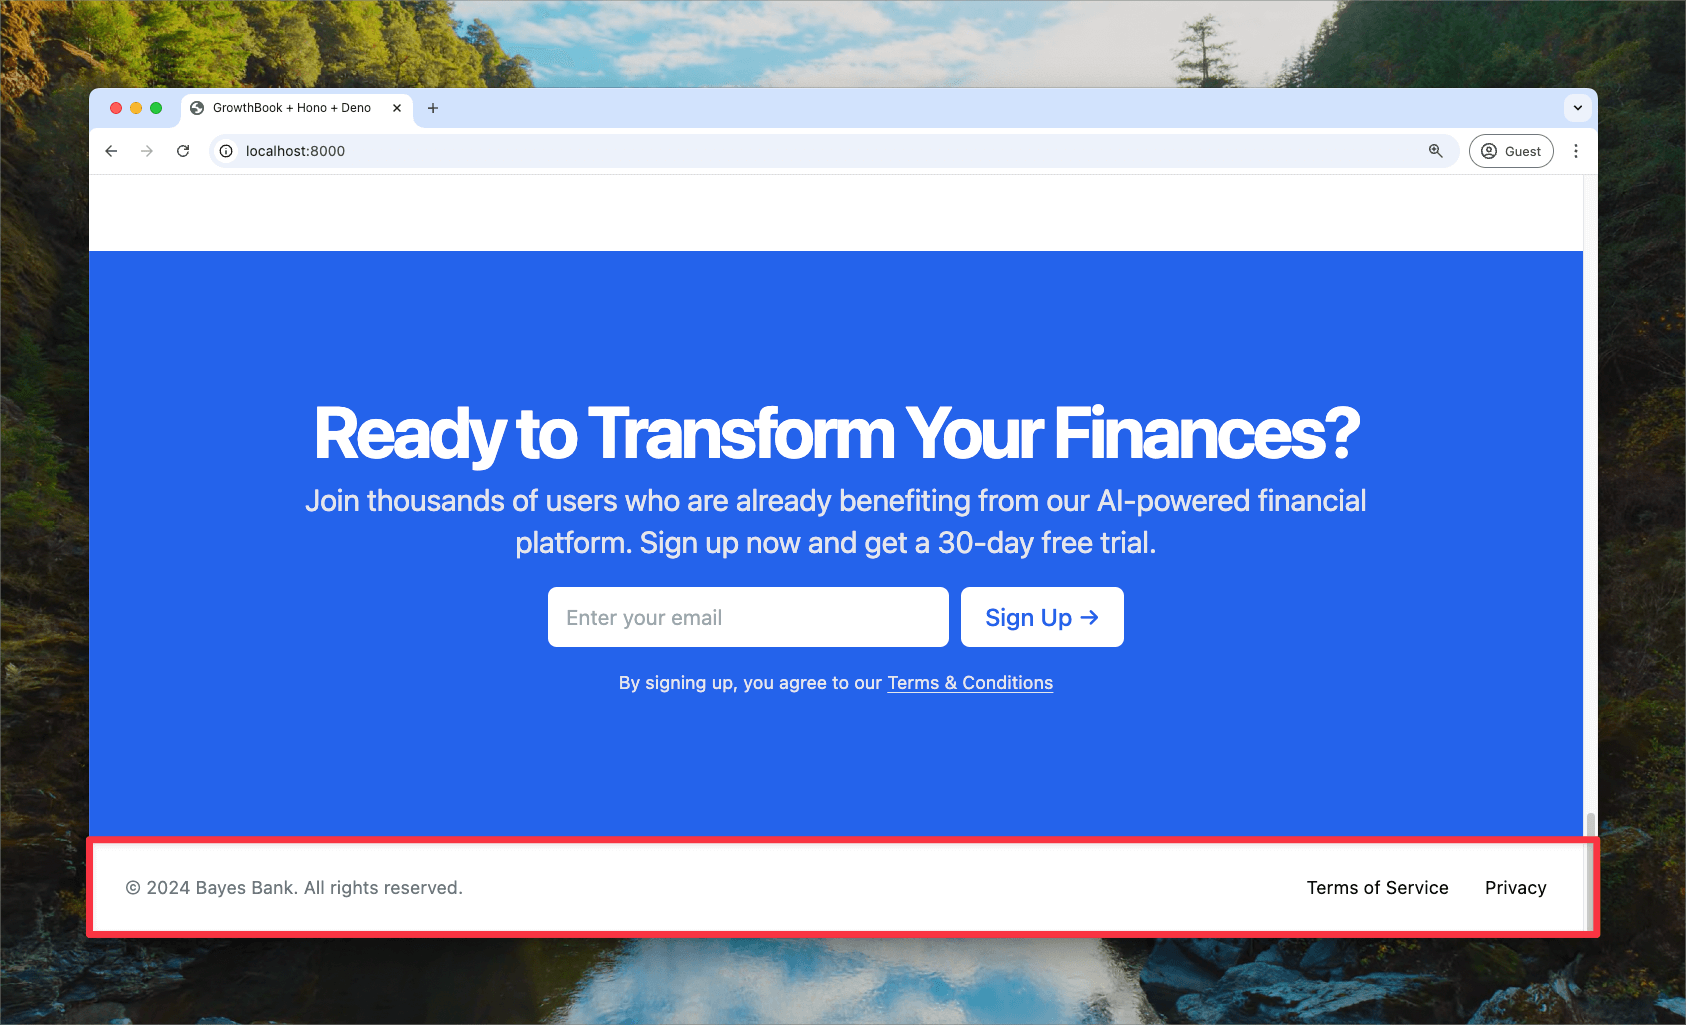 GrowthBook + Hono + Deno
localhost:8000
Guest
Ready to Transform Your Finances?
Join thousands of users who are already benefiting from our AI-powered financial
platform. Sign up now and get a 30-day free trial.
Enter your email
Sign Up →
By signing up, you agree to our Terms & Conditions
© 2024 Bayes Bank. All rights reserved.
Terms of Service
Privacy